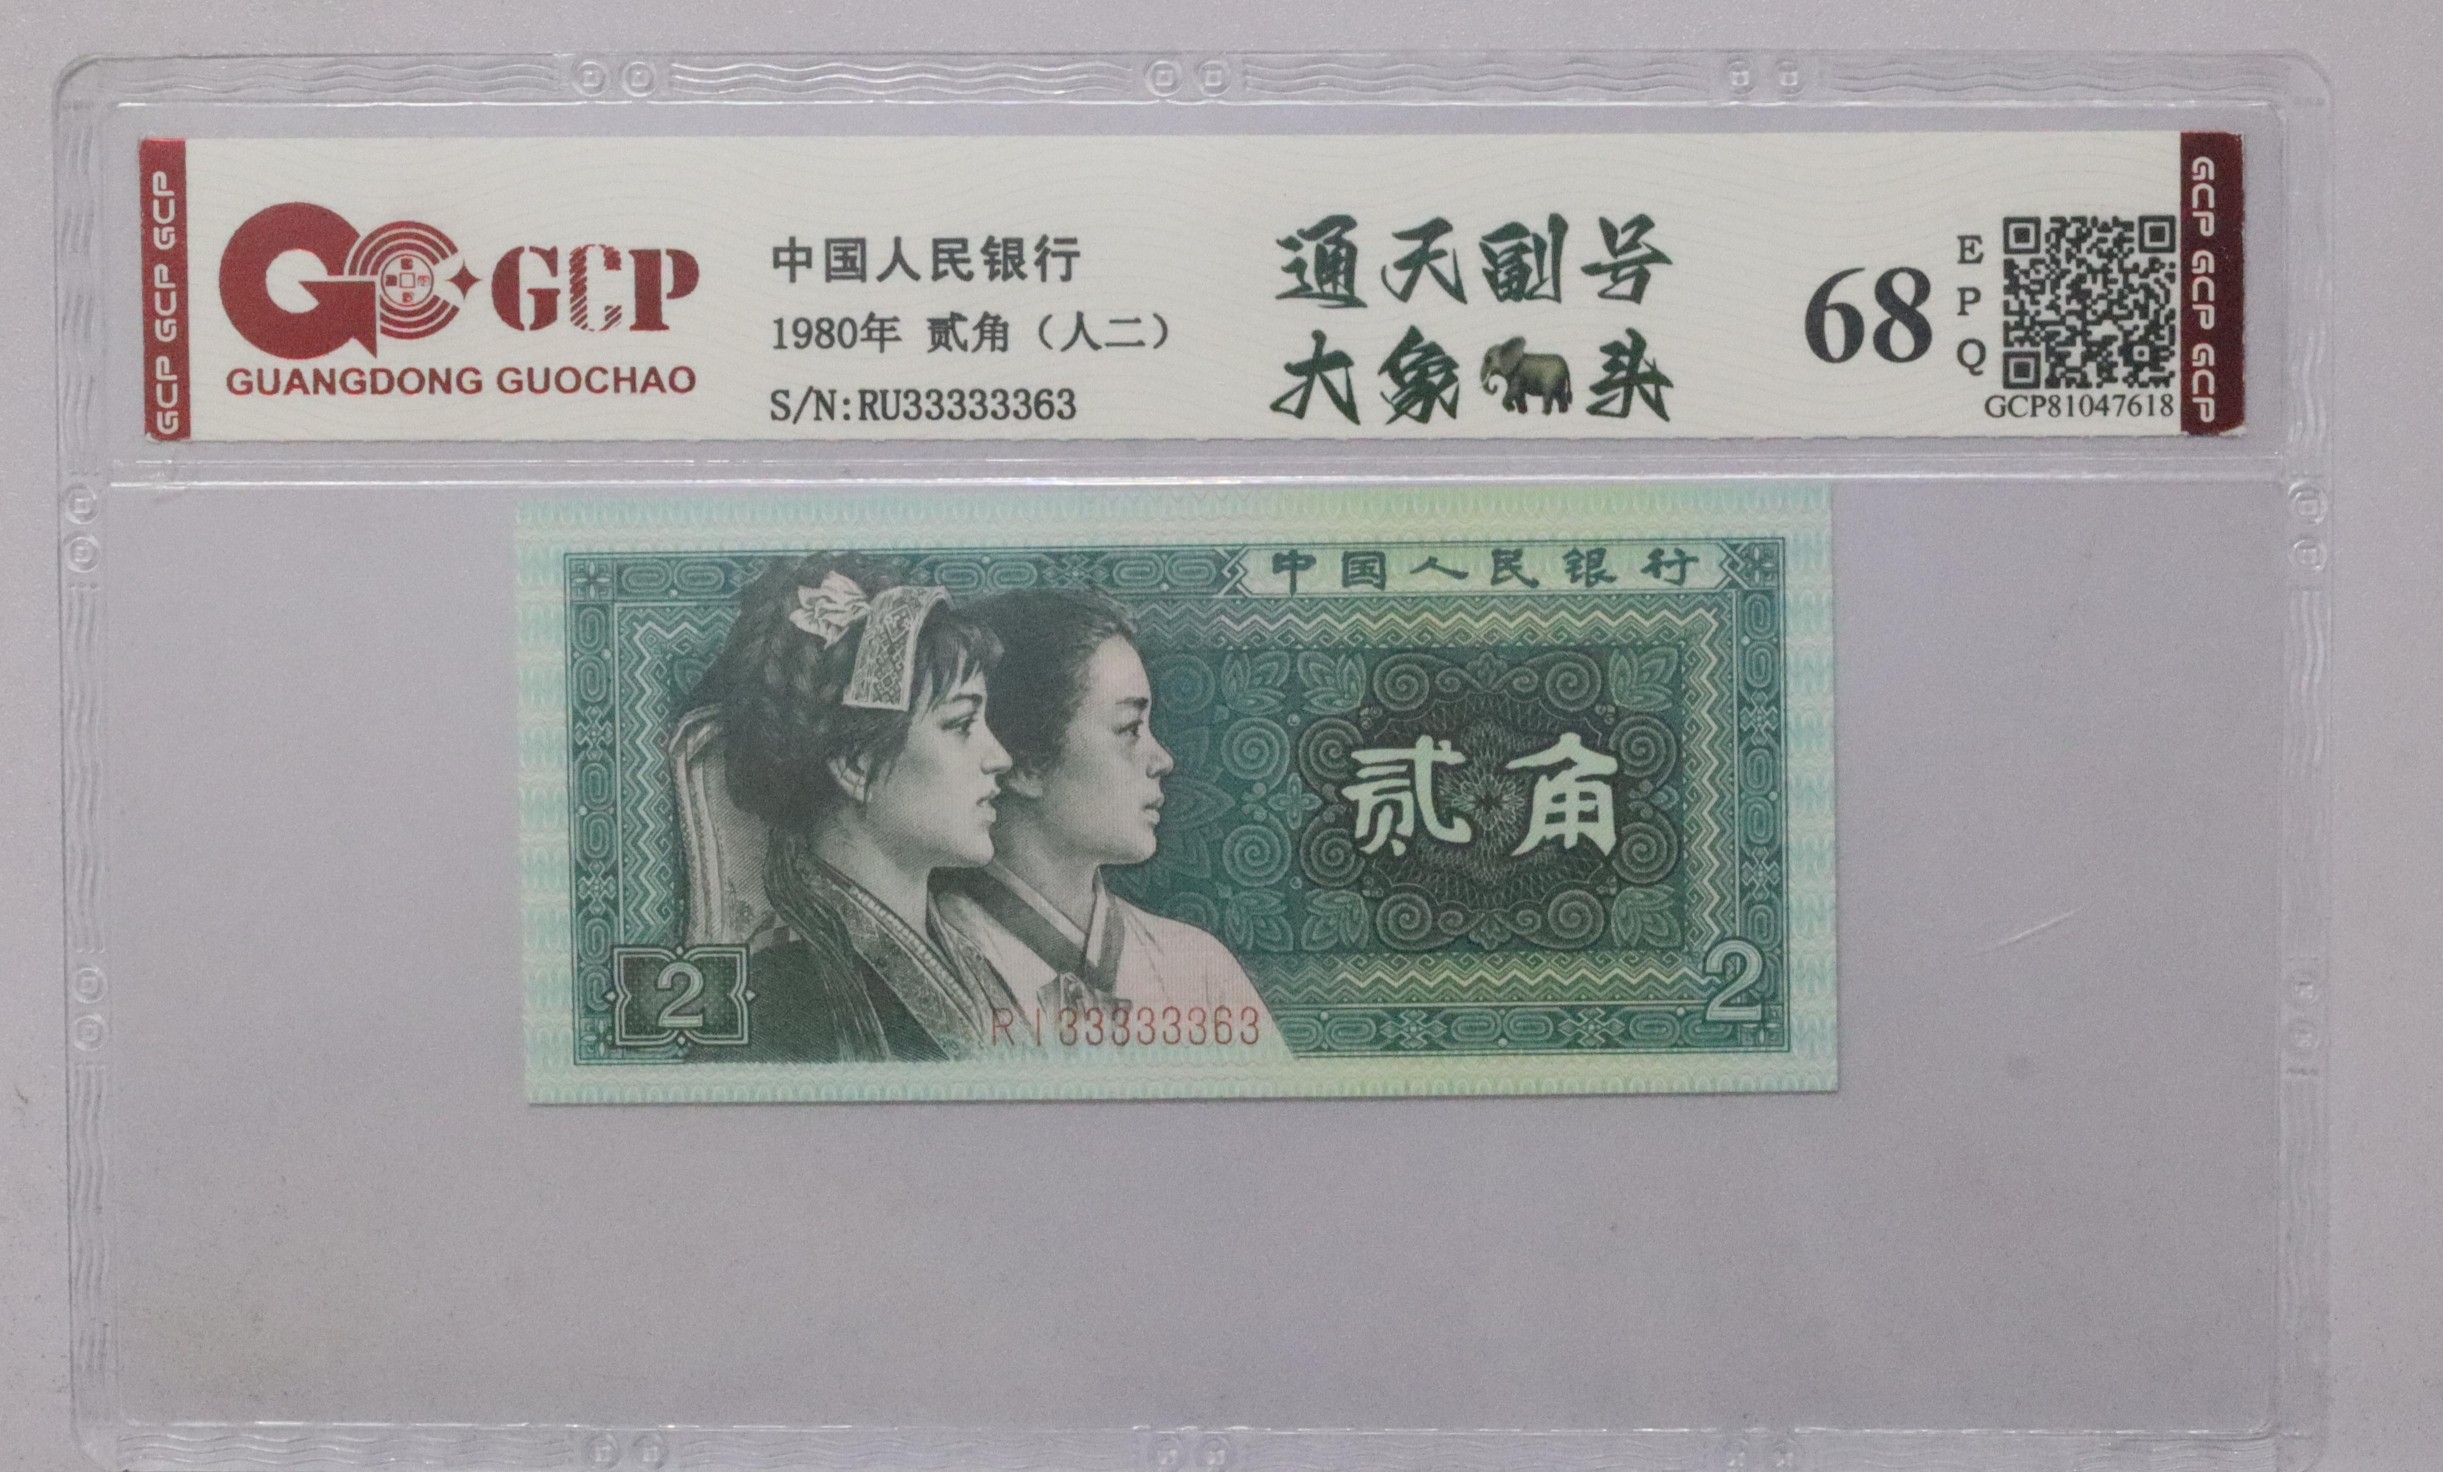 GCP GCP GCP
GCP
GUANGDONG GUOCHAO
中国人民银行
1980年 贰角（人二）
S/N:RU33333363
通天副号
大象头
68
E
P
Q
GCP81047618
GCP GCP GCP
中国人民银行
贰角
2
RI33333363
2